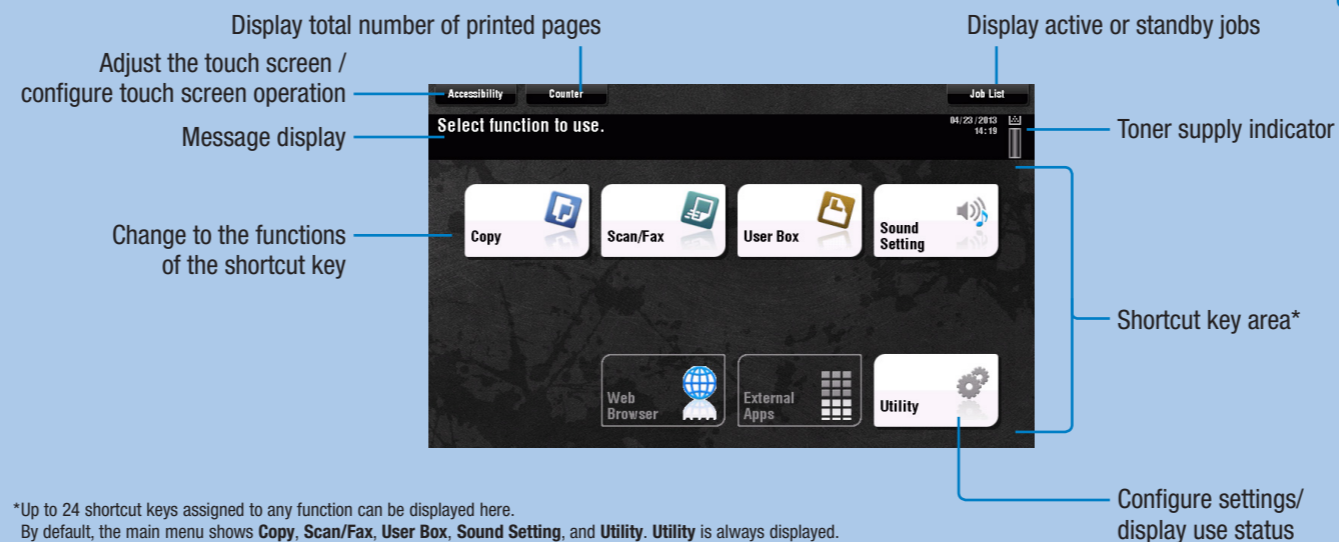 Display total number of printed pages
Display active or standby jobs
Adjust the touch screen /
configure touch screen operation
Message display
Accessibility
Counter
Job List
Select function to use.
04/23/2013
14:19
Toner supply indicator
Change to the functions
of the shortcut key
Copy
Scan/Fax
User Box
Sound
Setting
Shortcut key area*
Web
Browser
External
Apps
Utility
Configure settings/
display use status
*Up to 24 shortcut keys assigned to any function can be displayed here.
By default, the main menu shows Copy, Scan/Fax, User Box, Sound Setting, and Utility. Utility is always displayed.